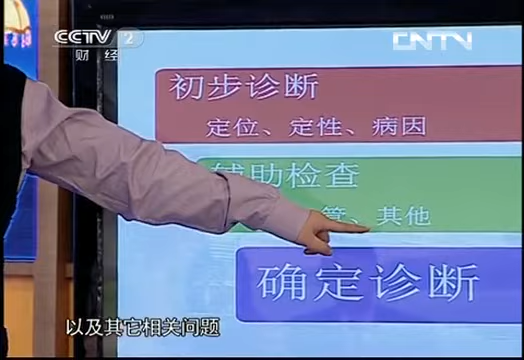 CCTV 2
财经
CNTV
初步诊断
定位、定性、病因
辅助检查
管、其他
确定诊断
以及其它相关问题